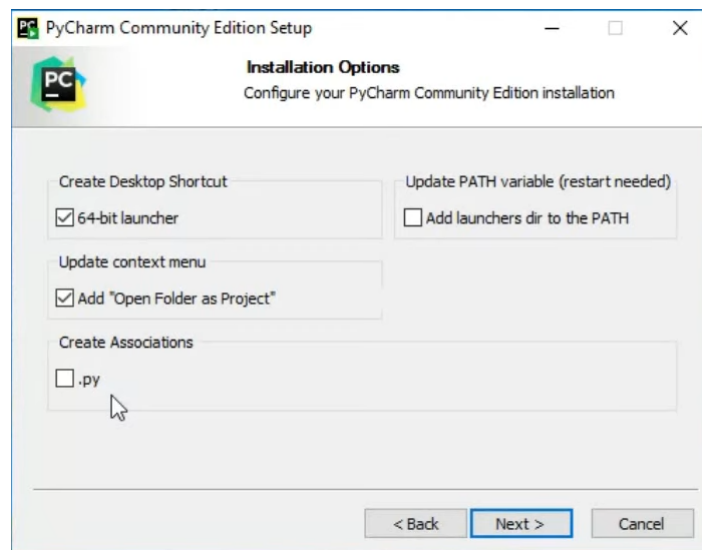 PyCharm Community Edition Setup
PC
Installation Options
Configure your PyCharm Community Edition installation
Create Desktop Shortcut
64-bit launcher
Update PATH variable (restart needed)
Add launchers dir to the PATH
Update context menu
Add "Open Folder as Project"
Create Associations
.py
< Back
Next >
Cancel